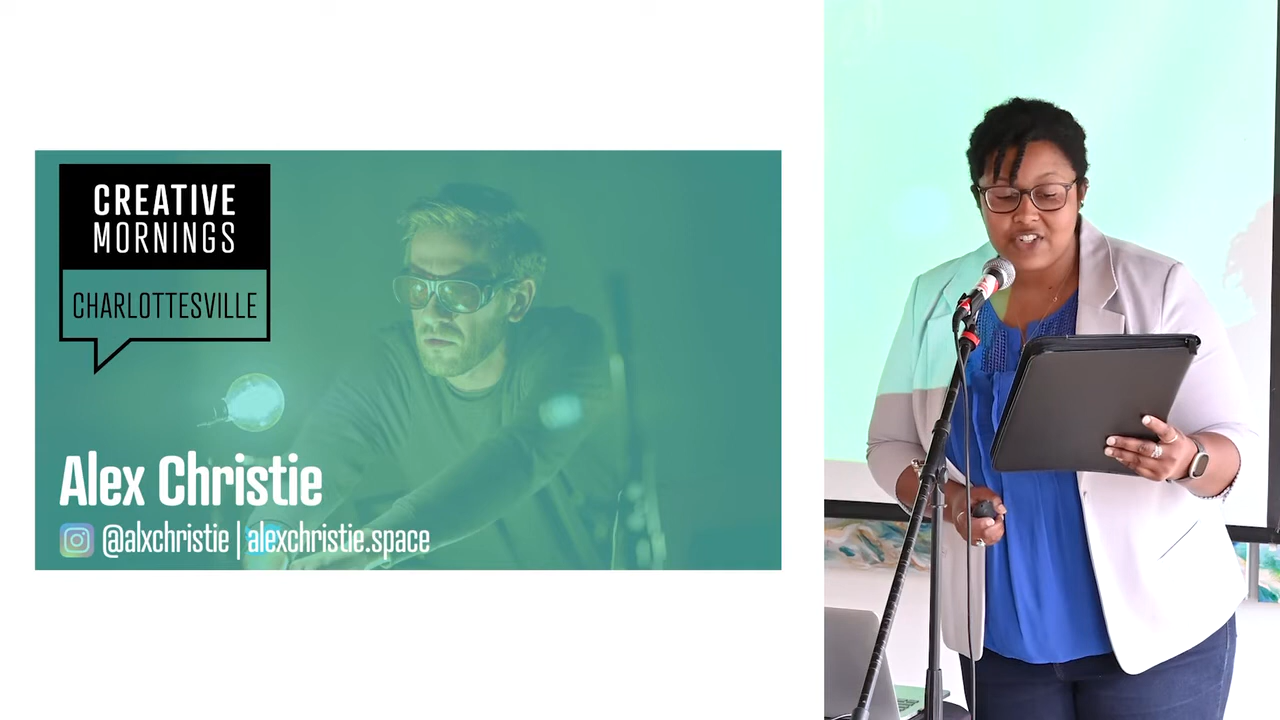 CREATIVE
MORNINGS
CHARLOTTESVILLE
Alex Christie
@alxchristie | alexchristie.space